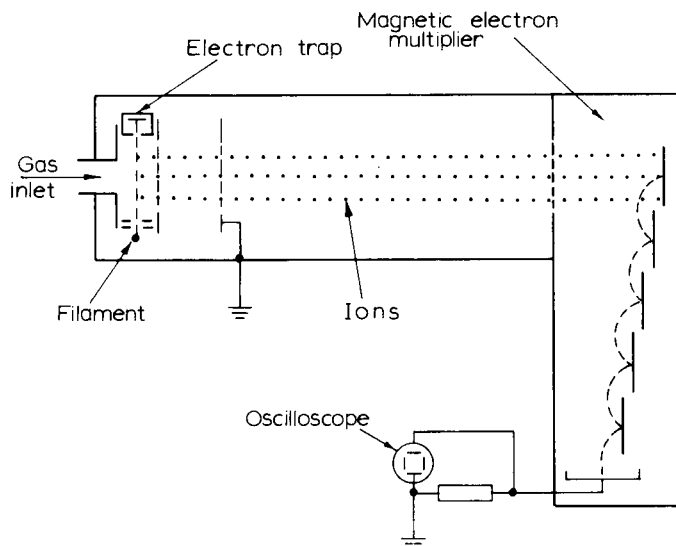 Magnetic electron
multiplier
Electron trap
Gas
inlet
Filament
Ions
Oscilloscope